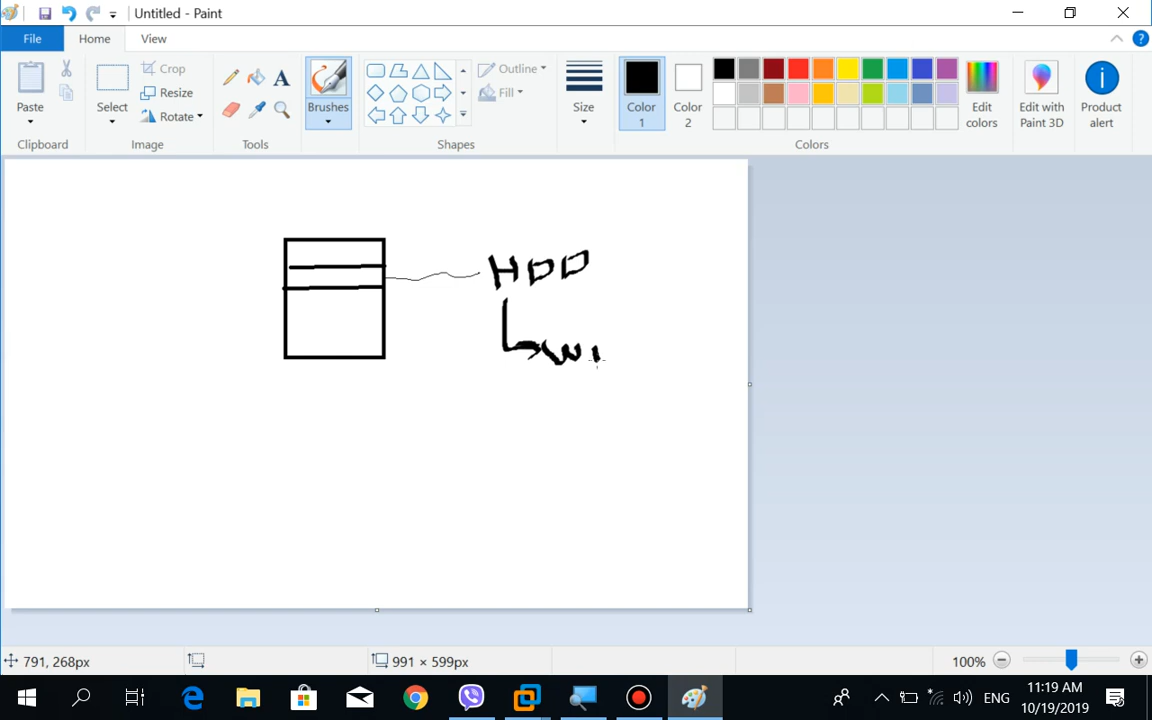 Untitled - Paint
File
Home
View
Paste
Clipboard
Select
Crop
Resize
Rotate
Image
Tools
Brushes
Shapes
Outline
Fill
Size
Color
1
Color
2
Colors
Edit
colors
Edit with
Paint 3D
Product
alert
HDD
Wi
791, 268px
991 × 599px
100%
ENG
11:19 AM
10/19/2019